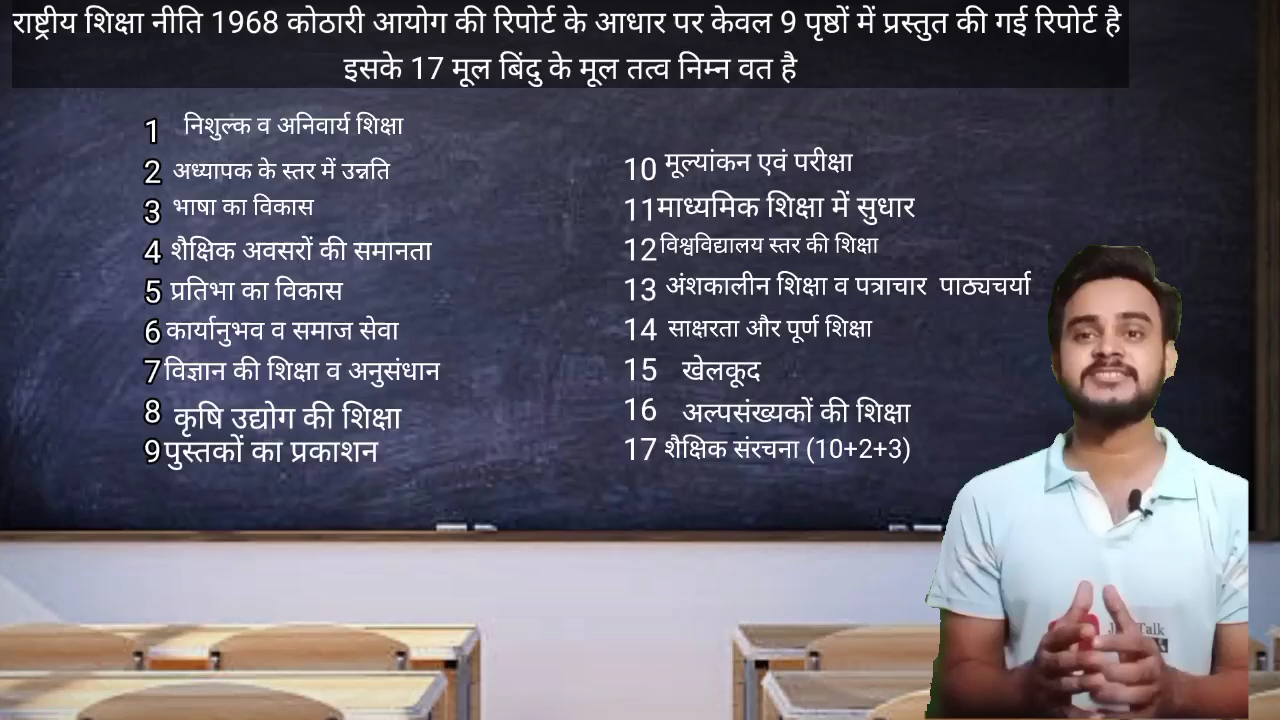 राष्ट्रीय शिक्षा नीति 1968 कोठारी आयोग की रिपोर्ट के आधार पर केवल 9 पृष्ठों में प्रस्तुत की गई रिपोर्ट है
इसके 17 मूल बिंदु के मूल तत्व निम्न वत है
1 निशुल्क व अनिवार्य शिक्षा
2 अध्यापक के स्तर में उन्नति
3 भाषा का विकास
4 शैक्षिक अवसरों की समानता
5 प्रतिभा का विकास
6 कार्यानुभव व समाज सेवा
7 विज्ञान की शिक्षा व अनुसंधान
8 कृषि उद्योग की शिक्षा
9 पुस्तकों का प्रकाशन
10 मूल्यांकन एवं परीक्षा
11 माध्यमिक शिक्षा में सुधार
12 विश्वविद्यालय स्तर की शिक्षा
13 अंशकालीन शिक्षा व पत्राचार पाठ्यचर्या
14 साक्षरता और पूर्ण शिक्षा
15 खेलकूद
16 अल्पसंख्यकों की शिक्षा
17 शैक्षिक संरचना (10+2+3)
Talk